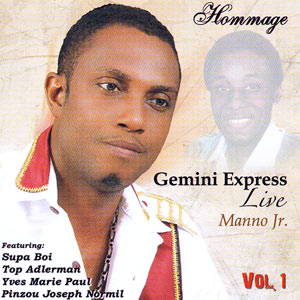 Hommage
Gemini Express
Live
Manno Jr.
Featuring:
Supa Boi
Top Adlerman
Yves Marie Paul
Pinzou Joseph Normil
Vol. 1